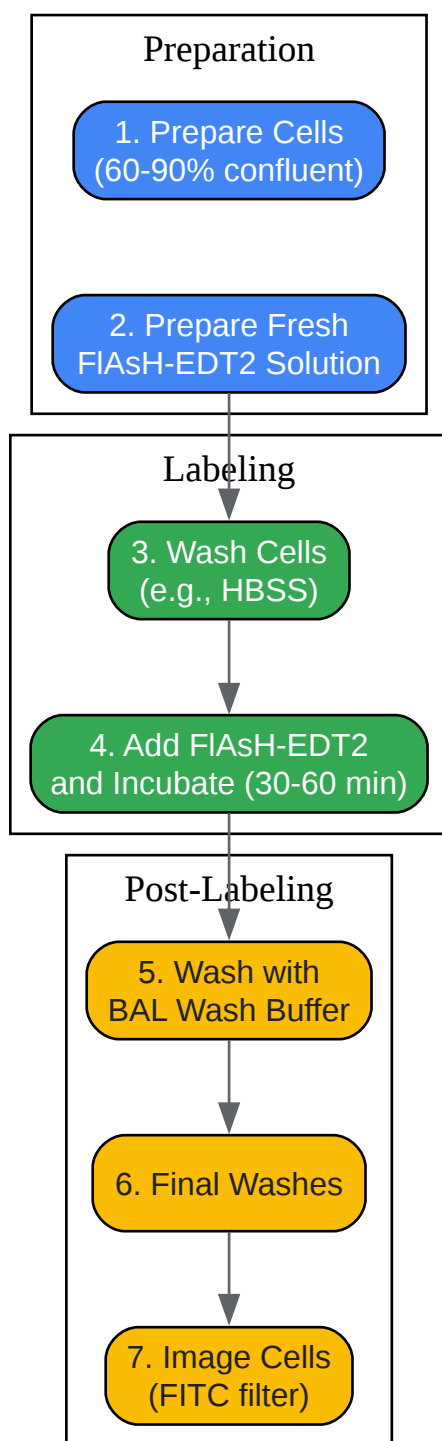 Preparation
1. Prepare Cells
(60-90% confluent)
2. Prepare Fresh
FlAsH-EDT2 Solution
Labeling
3. Wash Cells
(e.g., HBSS)
4. Add FlAsH-EDT2
and Incubate (30-60 min)
Post-Labeling
5. Wash with
BAL Wash Buffer
6. Final Washes
7. Image Cells
(FITC filter)